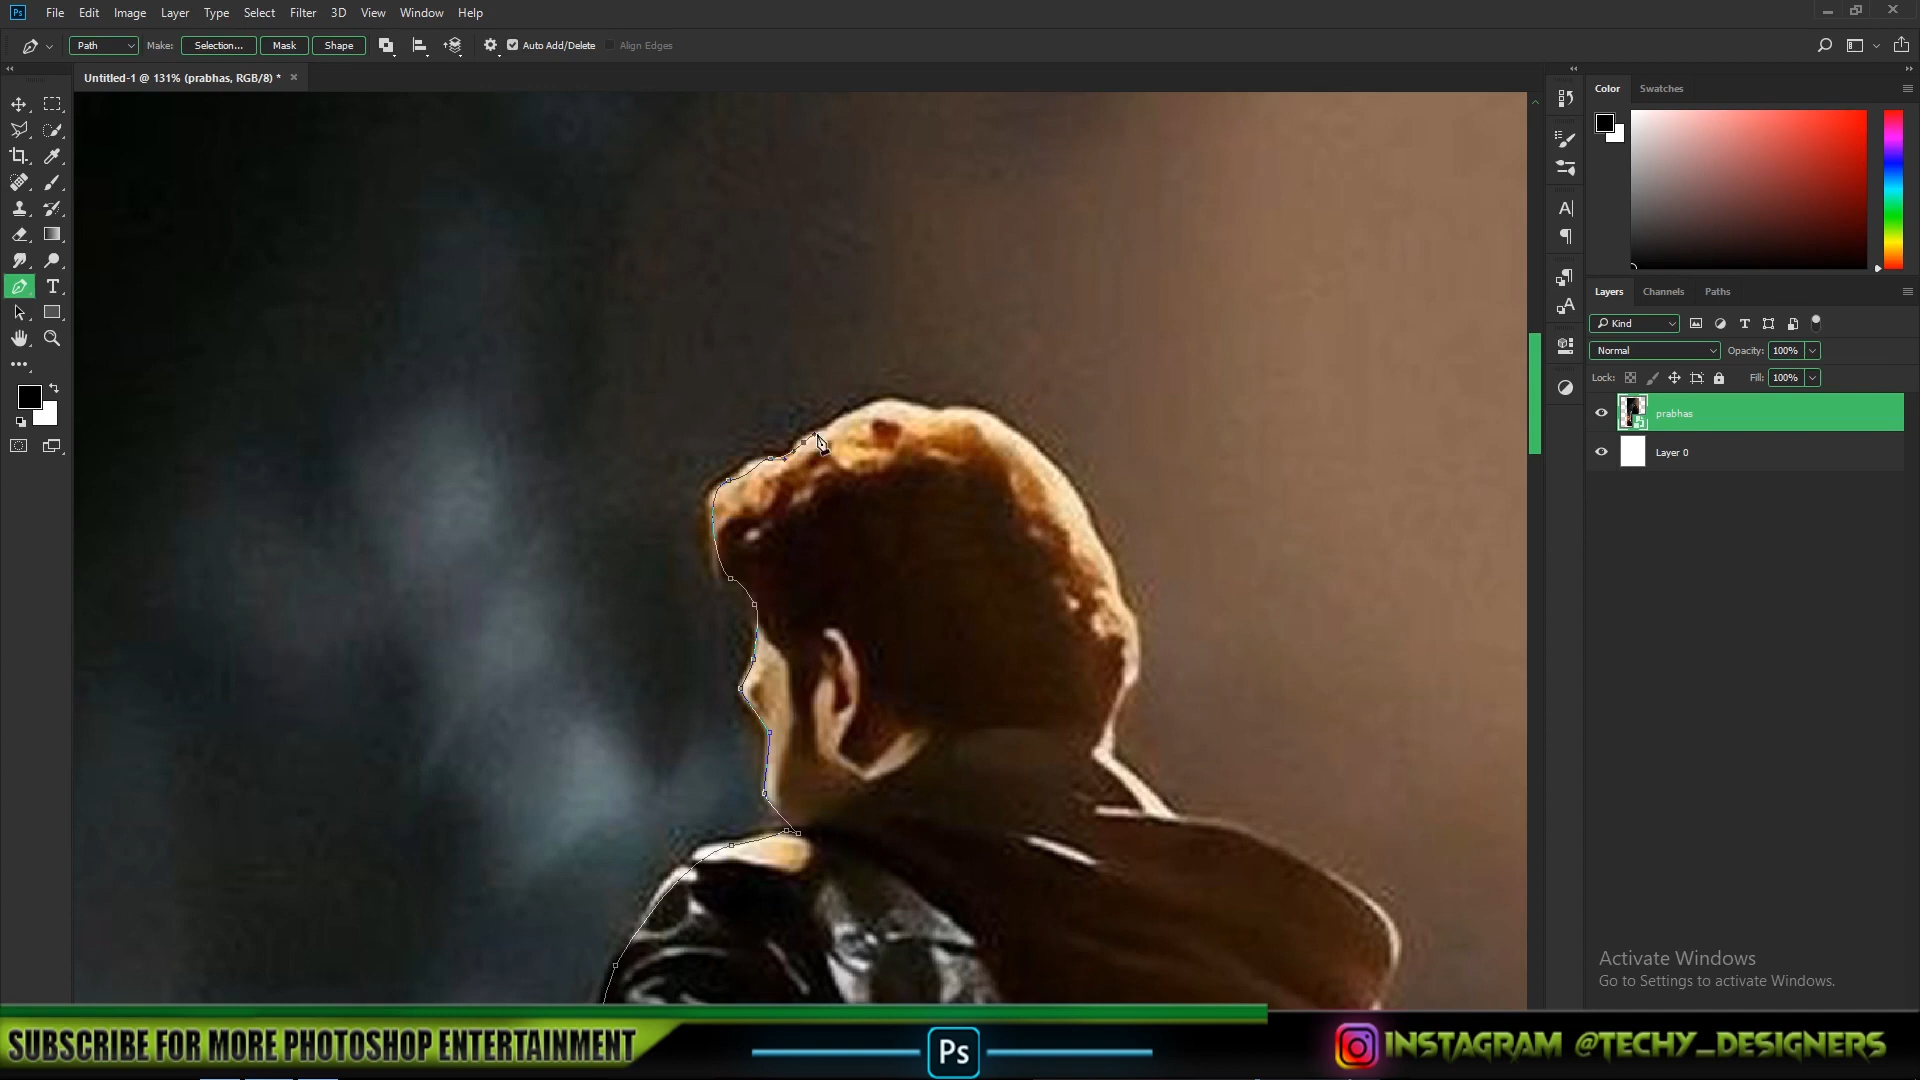 Ps File Edit Image Layer Type Select Filter 3D View Window Help
Path Make: Selection... Mask Shape Auto Add/Delete Align Edges
Untitled-1 @ 131% (prabhas, RGB/8) *
Color Swatches
Layers Channels Paths
Kind
Normal Opacity: 100%
Lock: Fill: 100%
prabhas
Layer 0
Activate Windows
Go to Settings to activate Windows.
SUBSCRIBE FOR MORE PHOTOSHOP ENTERTAINMENT
Ps
INSTAGRAM @TECHY_DESIGNERS